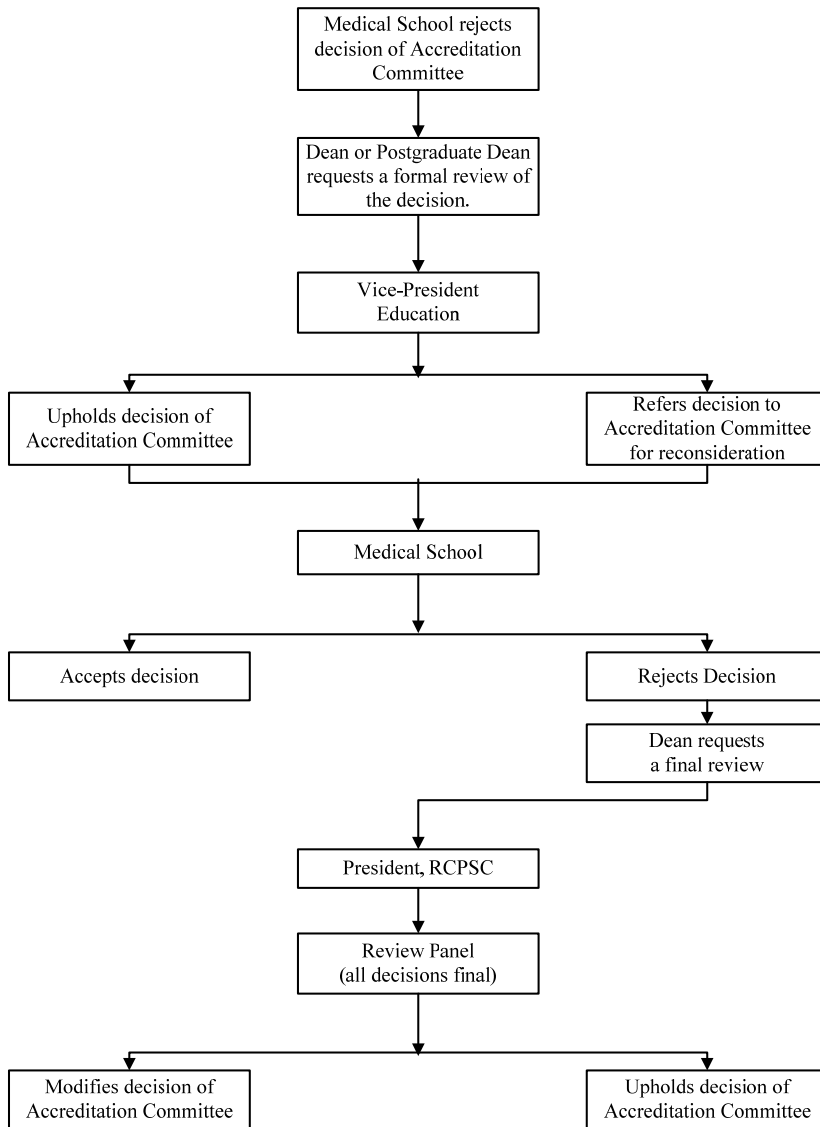 Medical School rejects
decision of Accreditation
Committee
Dean or Postgraduate Dean
requests a formal review of
the decision.
Vice-President
Education
Upholds decision of
Accreditation Committee
Refers decision to
Accreditation Committee
for reconsideration
Medical School
Accepts decision
Rejects Decision
Dean requests
a final review
President, RCPSC
Review Panel
(all decisions final)
Modifies decision of
Accreditation Committee
Upholds decision of
Accreditation Committee